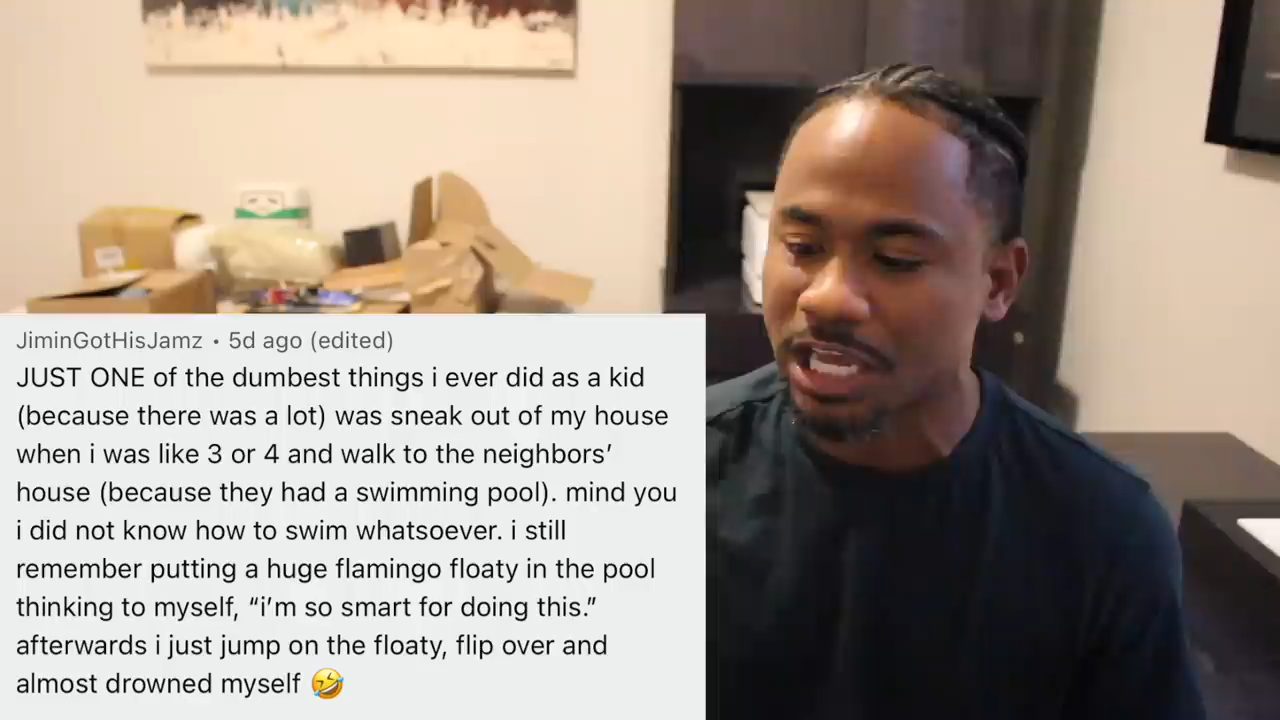 JiminGotHisJamz • 5d ago (edited)
JUST ONE of the dumbest things i ever did as a kid
(because there was a lot) was sneak out of my house
when i was like 3 or 4 and walk to the neighbors’
house (because they had a swimming pool). mind you
i did not know how to swim whatsoever. i still
remember putting a huge flamingo floaty in the pool
thinking to myself, “i’m so smart for doing this.”
afterwards i just jump on the floaty, flip over and
almost drowned myself 🤣